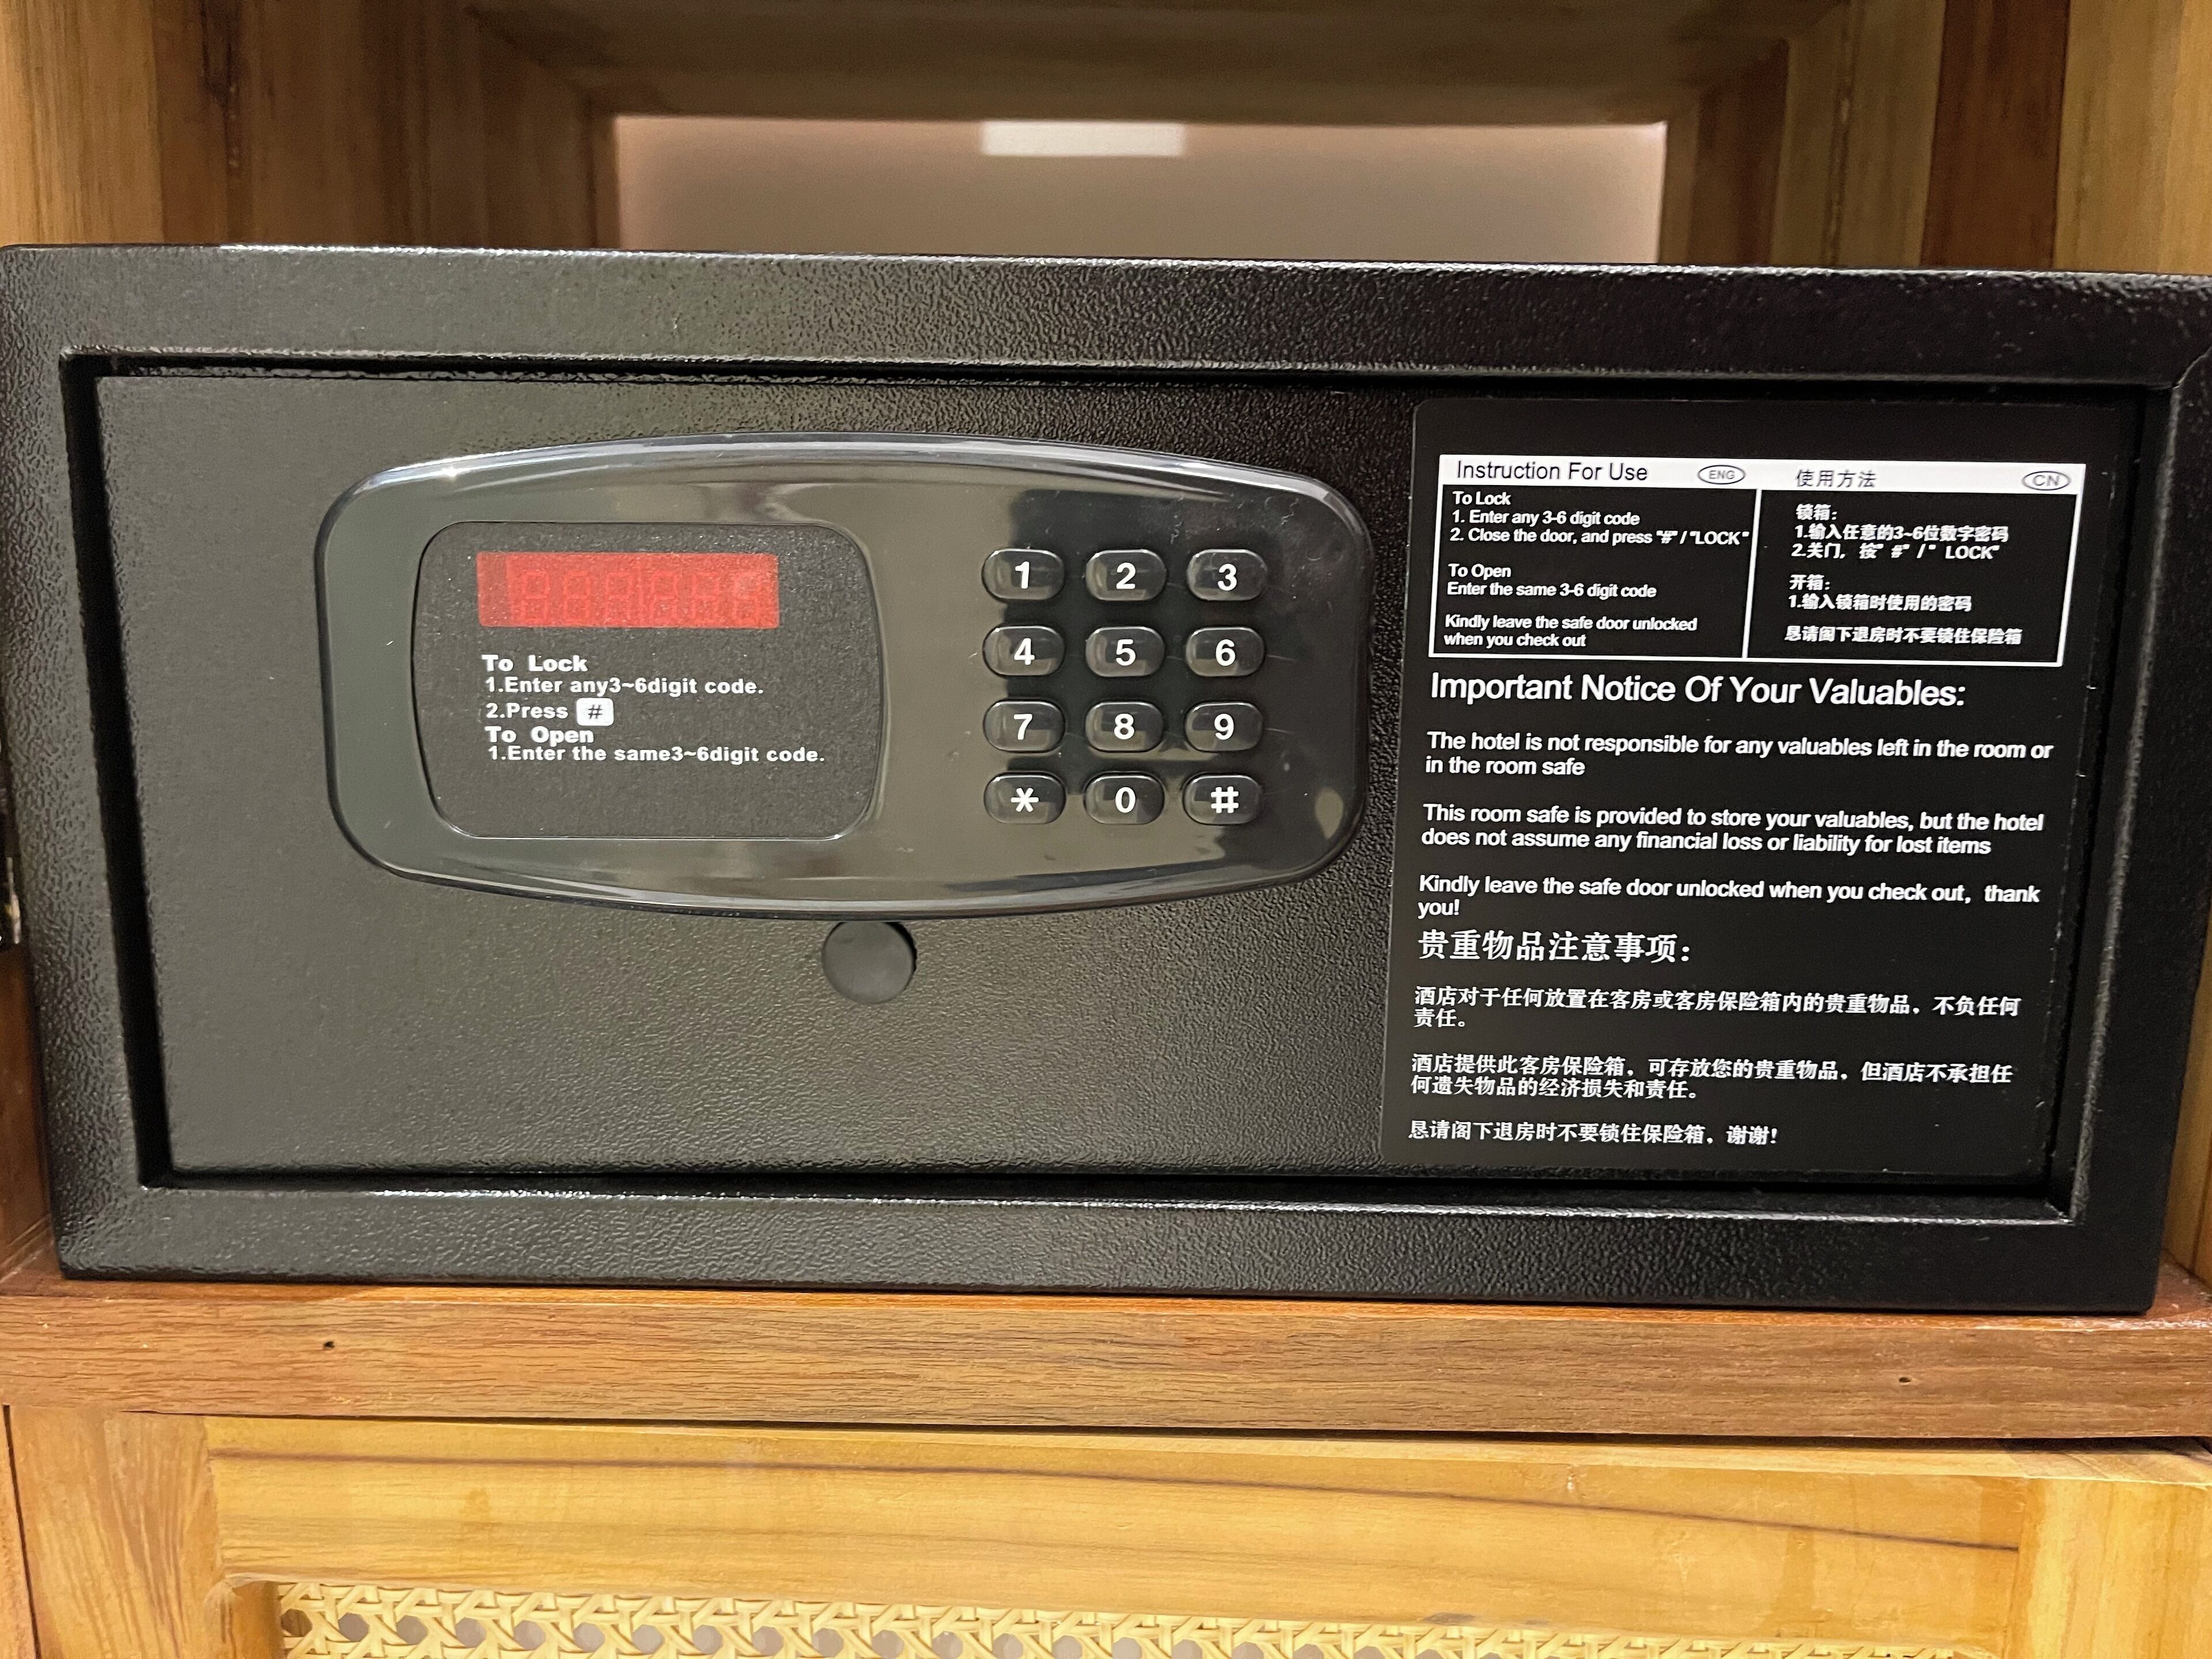 To Lock
1.Enter any3~6digit code.
2.Press #
To Open
1.Enter the same3~6digit code.
1 2 3
4 5 6
7 8 9
* 0 #
Instruction For Use ENG
To Lock
1. Enter any 3-6 digit code
2. Close the door, and press "#" / "LOCK"
To Open
Enter the same 3-6 digit code
Kindly leave the safe door unlocked
when you check out
使用方法 CN
锁箱：
1.输入任意的3~6位数字密码
2.关门，按" #" / " LOCK"
开箱：
1.输入锁箱时使用的密码
恳请阁下退房时不要锁住保险箱
Important Notice Of Your Valuables:
The hotel is not responsible for any valuables left in the room or
in the room safe
This room safe is provided to store your valuables, but the hotel
does not assume any financial loss or liability for lost items
Kindly leave the safe door unlocked when you check out，thank
you!
贵重物品注意事项：
酒店对于任何放置在客房或客房保险箱内的贵重物品，不负任何
责任。
酒店提供此客房保险箱，可存放您的贵重物品，但酒店不承担任
何遗失物品的经济损失和责任。
恳请阁下退房时不要锁住保险箱，谢谢！